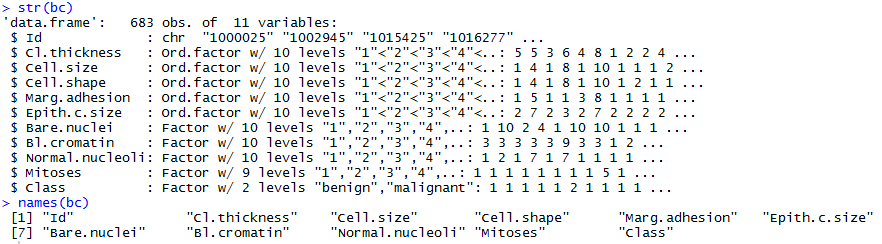 > str(bc)
'data.frame':   683 obs. of  11 variables:
 $ Id             : chr  "1000025" "1002945" "1015425" "1016277" ...
 $ Cl.thickness   : Ord.factor w/ 10 levels "1"<"2"<"3"<"4"<..: 5 5 3 6 4 8 1 2 2 4 ...
 $ Cell.size      : Ord.factor w/ 10 levels "1"<"2"<"3"<"4"<..: 1 4 1 8 1 10 1 1 1 2 ...
 $ Cell.shape     : Ord.factor w/ 10 levels "1"<"2"<"3"<"4"<..: 1 4 1 8 1 10 1 2 1 1 ...
 $ Marg.adhesion  : Ord.factor w/ 10 levels "1"<"2"<"3"<"4"<..: 1 5 1 1 3 8 1 1 1 1 ...
 $ Epith.c.size   : Ord.factor w/ 10 levels "1"<"2"<"3"<"4"<..: 2 7 2 3 2 7 2 2 2 2 ...
 $ Bare.nuclei    : Factor w/ 10 levels "1","2","3","4",..: 1 10 2 4 1 10 10 1 1 1 ...
 $ Bl.cromatin    : Factor w/ 10 levels "1","2","3","4",..: 3 3 3 3 3 9 3 3 1 2 ...
 $ Normal.nucleoli: Factor w/ 10 levels "1","2","3","4",..: 1 2 1 7 1 7 1 1 1 1 ...
 $ Mitoses        : Factor w/ 9 levels "1","2","3","4",..: 1 1 1 1 1 1 1 1 5 1 ...
 $ Class          : Factor w/ 2 levels "benign","malignant": 1 1 1 1 1 2 1 1 1 1 ...
> names(bc)
 [1] "Id"              "Cl.thickness"    "Cell.size"       "Cell.shape"      "Marg.adhesion"   "Epith.c.size"
 [7] "Bare.nuclei"     "Bl.cromatin"     "Normal.nucleoli" "Mitoses"         "Class"